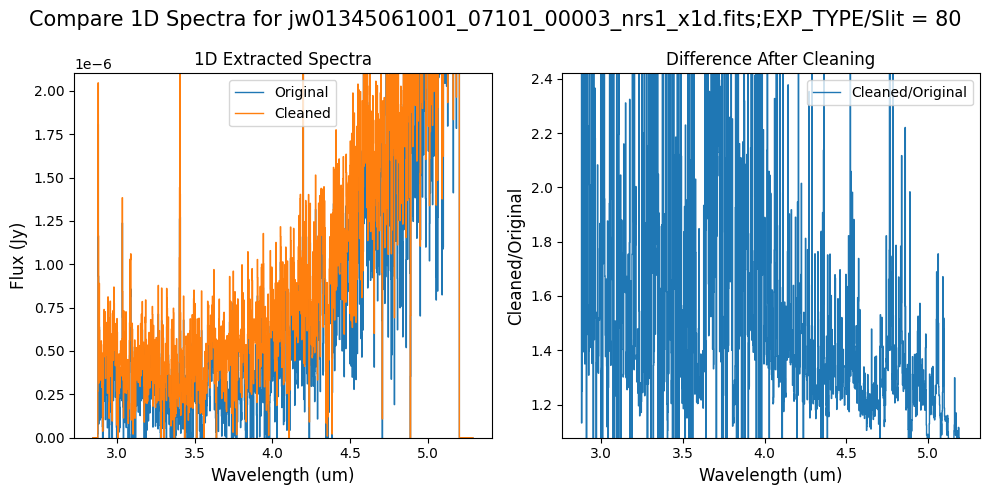 Compare 1D Spectra for jw01345061001_07101_00003_nrs1_x1d.fits;EXP_TYPE/Slit = 80
1D Extracted Spectra
1e−6
Original
Cleaned
2.00
1.75
1.50
1.25
1.00
0.75
0.50
0.25
0.00
Flux (Jy)
3.0 3.5 4.0 4.5 5.0
Wavelength (um)
Difference After Cleaning
Cleaned/Original
2.4
2.2
2.0
1.8
1.6
1.4
1.2
Cleaned/Original
3.0 3.5 4.0 4.5 5.0
Wavelength (um)